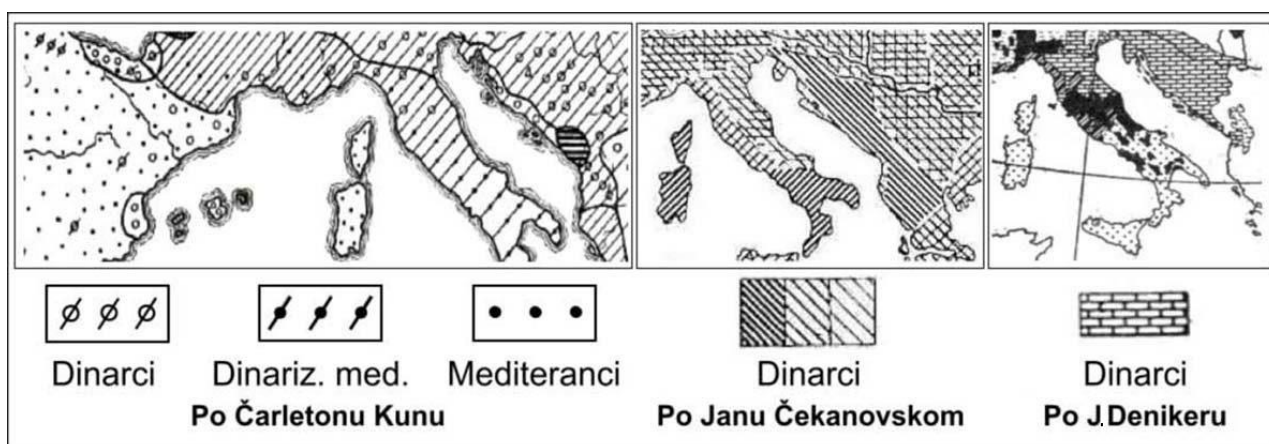 Dinarci Dinariz. med. Mediteranci Dinarci Dinarci
Po Čarletonu Kunu Po Janu Čekanovskom Po J.Denikeru